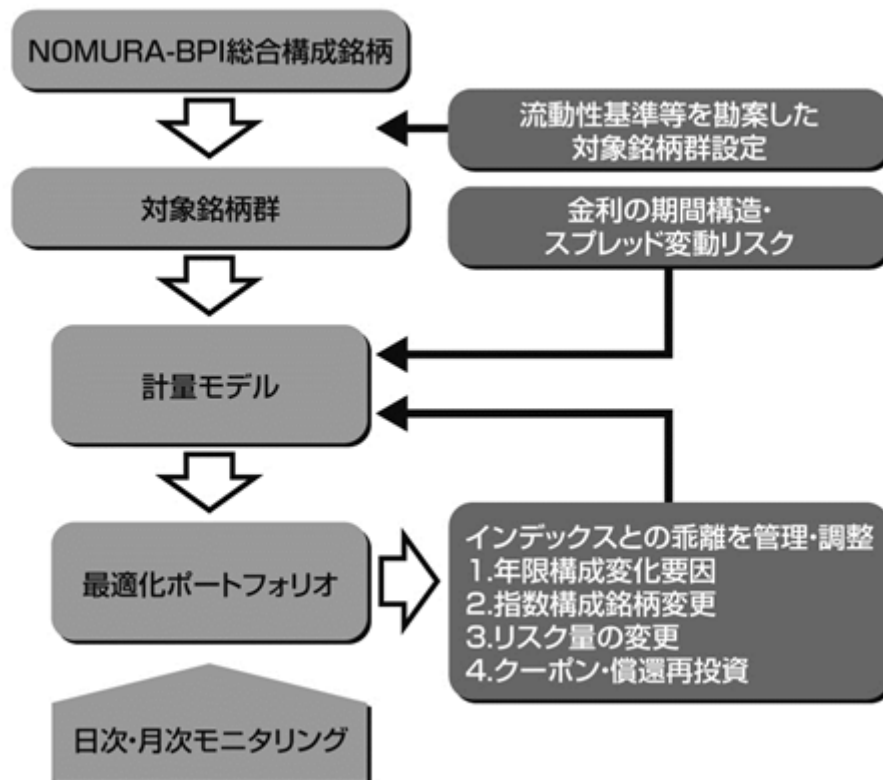 NOMURA-BPI総合構成銘柄
流動性基準等を勘案した
対象銘柄群設定
対象銘柄群
金利の期間構造・
スプレッド変動リスク
計量モデル
最適化ポートフォリオ
インデックスとの乖離を管理・調整
1.年限構成変化要因
2.指数構成銘柄変更
3.リスク量の変更
4.クーポン・償還再投資
日次・月次モニタリング